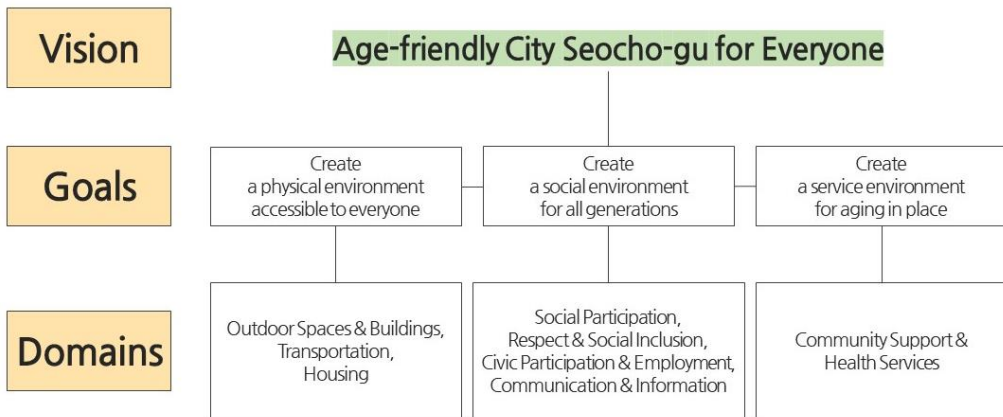 Vision
Age-friendly City Seocho-gu for Everyone
Goals
Create
a physical environment
accessible to everyone
Create
a social environment
for all generations
Create
a service environment
for aging in place
Domains
Outdoor Spaces & Buildings,
Transportation,
Housing
Social Participation,
Respect & Social Inclusion,
Civic Participation & Employment,
Communication & Information
Community Support &
Health Services